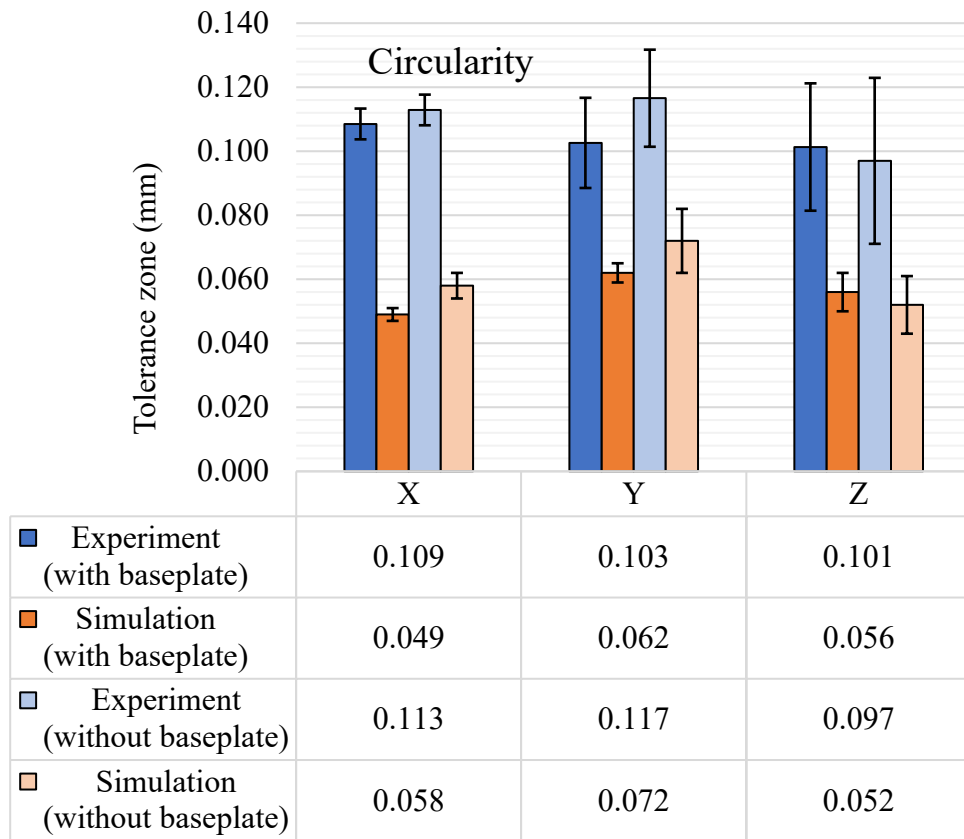 Circularity
Tolerance zone (mm)
0.140
0.120
0.100
0.080
0.060
0.040
0.020
0.000
X Y Z
Experiment
(with baseplate) 0.109 0.103 0.101
Simulation
(with baseplate) 0.049 0.062 0.056
Experiment
(without baseplate) 0.113 0.117 0.097
Simulation
(without baseplate) 0.058 0.072 0.052